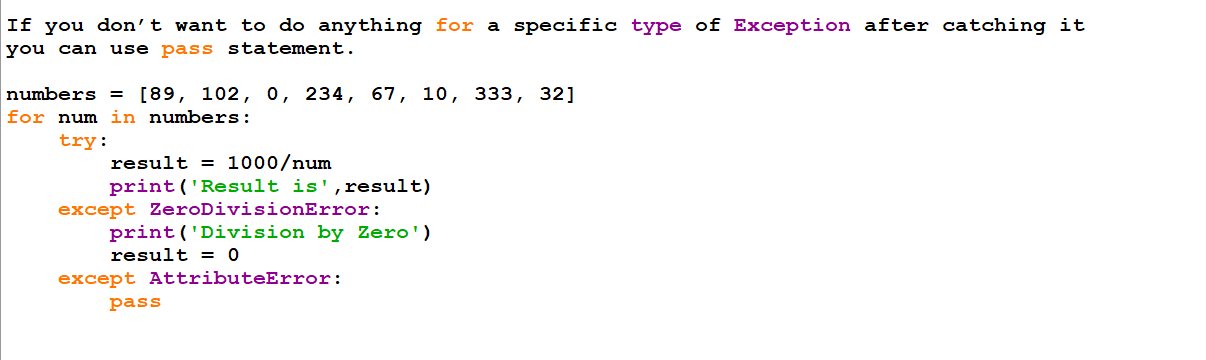 If you don’t want to do anything for a specific type of Exception after catching it
you can use pass statement.

numbers = [89, 102, 0, 234, 67, 10, 333, 32]
for num in numbers:
    try:
        result = 1000/num
        print('Result is',result)
    except ZeroDivisionError:
        print('Division by Zero')
        result = 0
    except AttributeError:
        pass